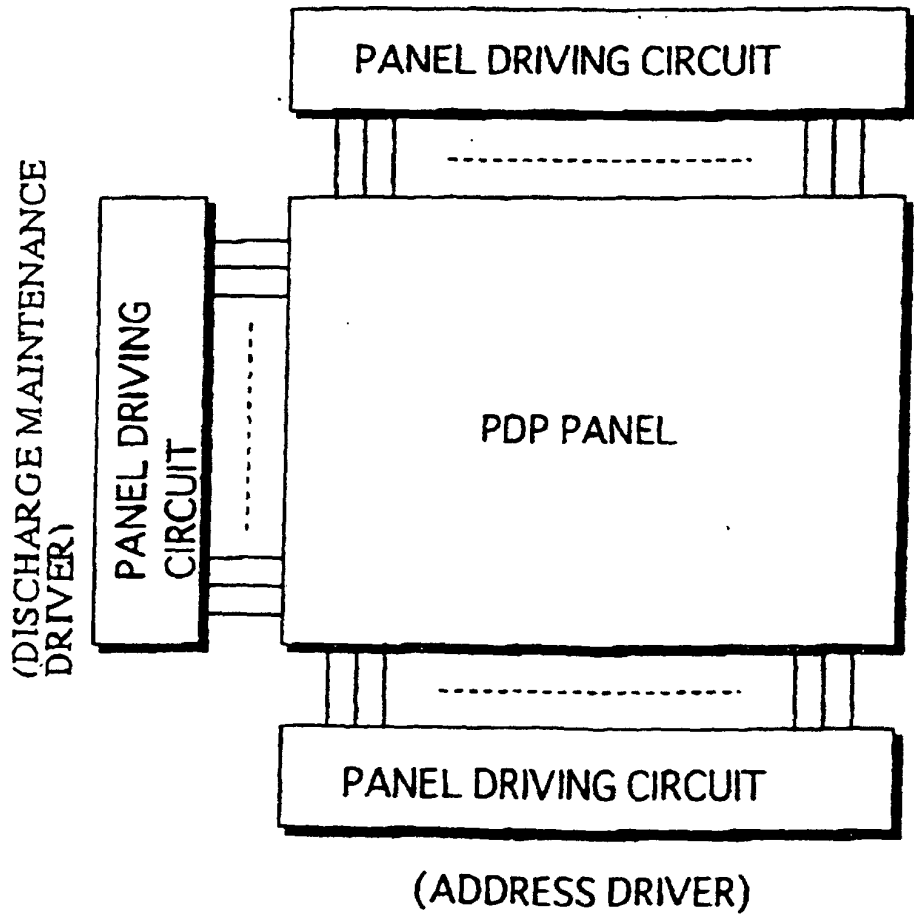 PANEL DRIVING CIRCUIT
(DISCHARGE MAINTENANCE
DRIVER)
PANEL DRIVING
CIRCUIT
PDP PANEL
PANEL DRIVING CIRCUIT
(ADDRESS DRIVER)